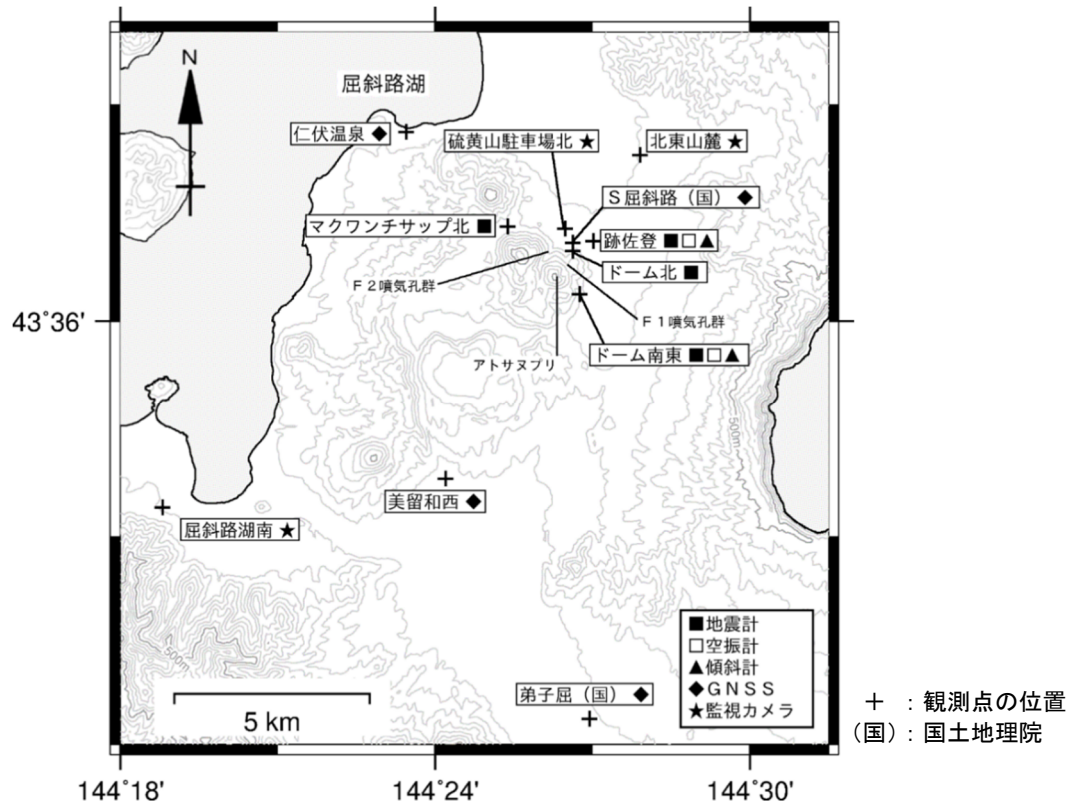 N
屈斜路湖
仁伏温泉 ◆
硫黄山駐車場北 ★
北東山麓 ★
S屈斜路（国） ◆
マクワンチサップ北 ■
跡佐登 ■□▲
ドーム北 ■
F2噴気孔群
F1噴気孔群
43˚36'
ドーム南東 ■□▲
アトサヌプリ
500m
美留和西 ◆
屈斜路湖南 ★
500m
■地震計
□空振計
▲傾斜計
◆GNSS
★監視カメラ
弟子屈（国） ◆
5 km
＋ ：観測点の位置
（国）：国土地理院
144˚18'
144˚24'
144˚30'